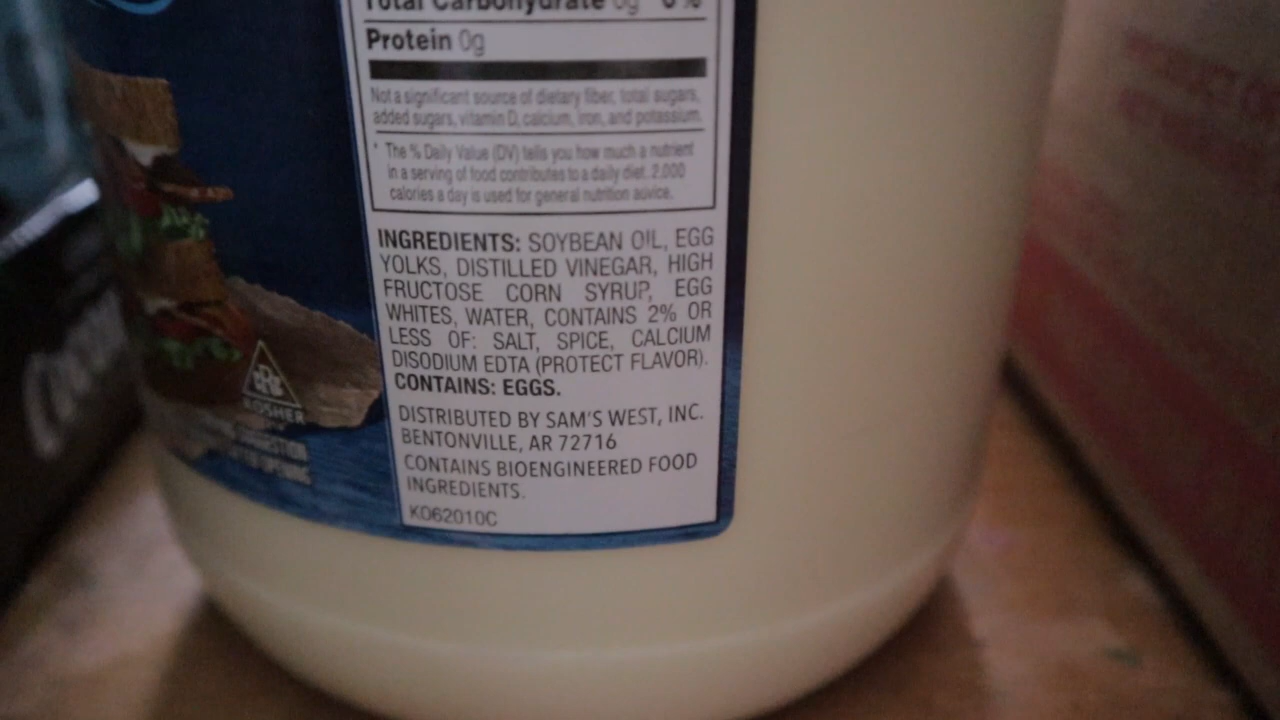 Total Carbohydrate 0g 0%
Protein 0g
Not a significant source of dietary fiber, total sugars,
added sugars, vitamin D, calcium, iron, and potassium.
* The % Daily Value (DV) tells you how much a nutrient
in a serving of food contributes to a daily diet. 2,000
calories a day is used for general nutrition advice.
INGREDIENTS: SOYBEAN OIL, EGG
YOLKS, DISTILLED VINEGAR, HIGH
FRUCTOSE CORN SYRUP, EGG
WHITES, WATER, CONTAINS 2% OR
LESS OF: SALT, SPICE, CALCIUM
DISODIUM EDTA (PROTECT FLAVOR).
CONTAINS: EGGS.
DISTRIBUTED BY SAM'S WEST, INC.
BENTONVILLE, AR 72716
CONTAINS BIOENGINEERED FOOD
INGREDIENTS.
K062010C
KOSHER